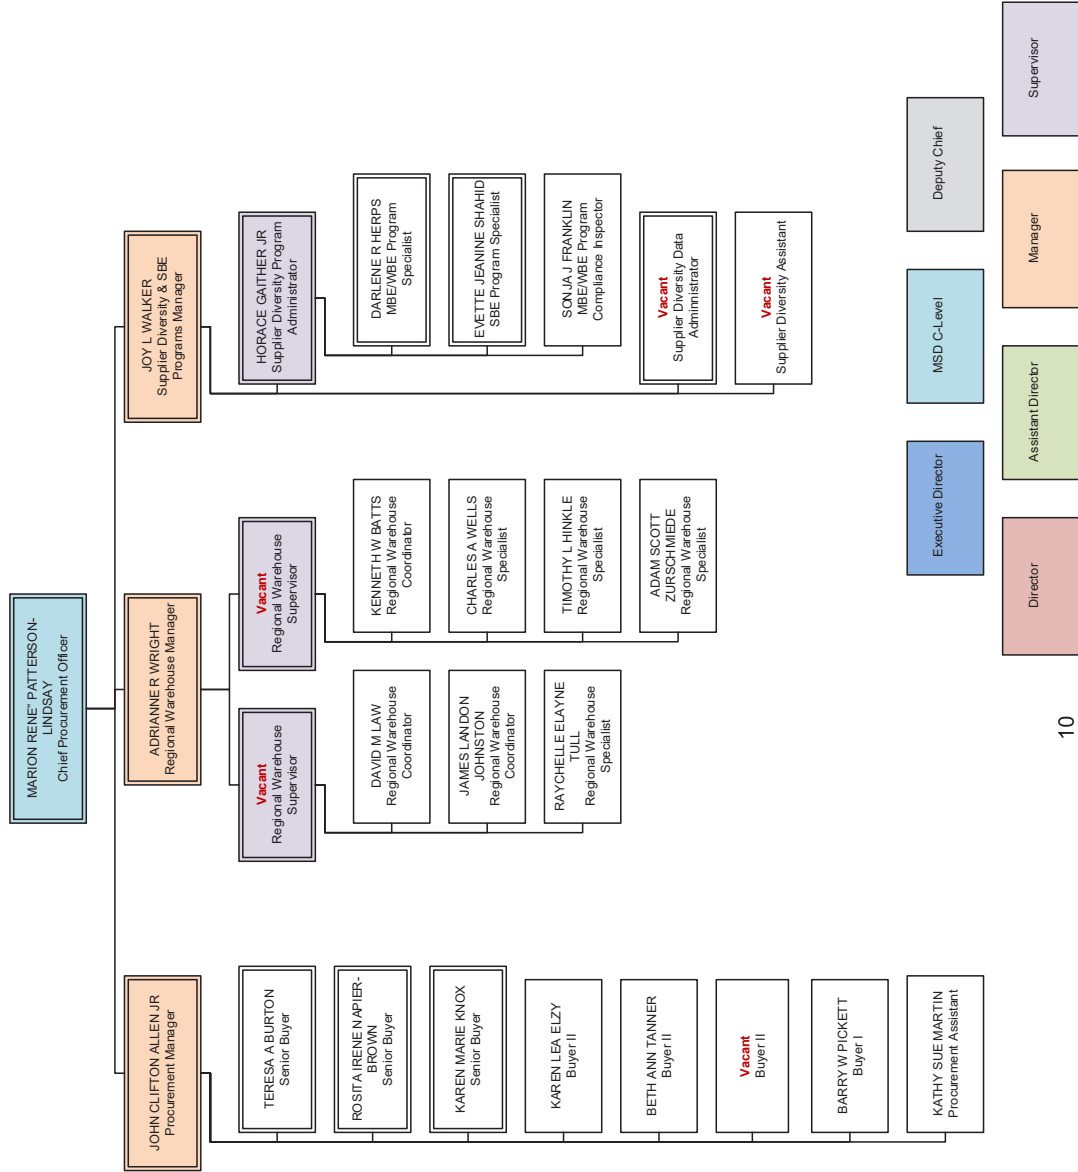 MARION RENE" PATTERSON-
LINDSAY
Chief Procurement Officer
JOHN CLIFTON ALLEN JR
Procurement Manager
TERESA A BURTON
Senior Buyer
ROSITA IRENE NAPIER-
BROWN
Senior Buyer
KAREN MARIE KNOX
Senior Buyer
KAREN LEA ELZY
Buyer II
BETH ANN TANNER
Buyer II
Vacant
Buyer II
BARRY W PICKETT
Buyer I
KATHY SUE MARTIN
Procurement Assistant
ADRIANNE R WRIGHT
Regional Warehouse Manager
Vacant
Regional Warehouse
Supervisor
DAVID M LAW
Regional Warehouse
Coordinator
JAMES LANDON
JOHNSTON
Regional Warehouse
Coordinator
RAYCHELLE ELAYNE
TULL
Regional Warehouse
Specialist
Vacant
Regional Warehouse
Supervisor
KENNETH W BATTS
Regional Warehouse
Coordinator
CHARLES A WELLS
Regional Warehouse
Specialist
TIMOTHY L HINKLE
Regional Warehouse
Specialist
ADAM SCOTT
ZURSCHMIEDE
Regional Warehouse
Specialist
JOY L WALKER
Supplier Diversity & SBE
Programs Manager
HORACE GAITHER JR
Supplier Diversity Program
Administrator
DARLENE R HERPS
MBE/WBE Program
Specialist
EVETTE JEANINE SHAHID
SBE Program Specialist
SONJA J FRANKLIN
MBE/WBE Program
Compliance Inspector
Vacant
Supplier Diversity Data
Administrator
Vacant
Supplier Diversity Assistant
Executive Director
MSD C-Level
Deputy Chief
Director
Assistant Director
Manager
Supervisor
10